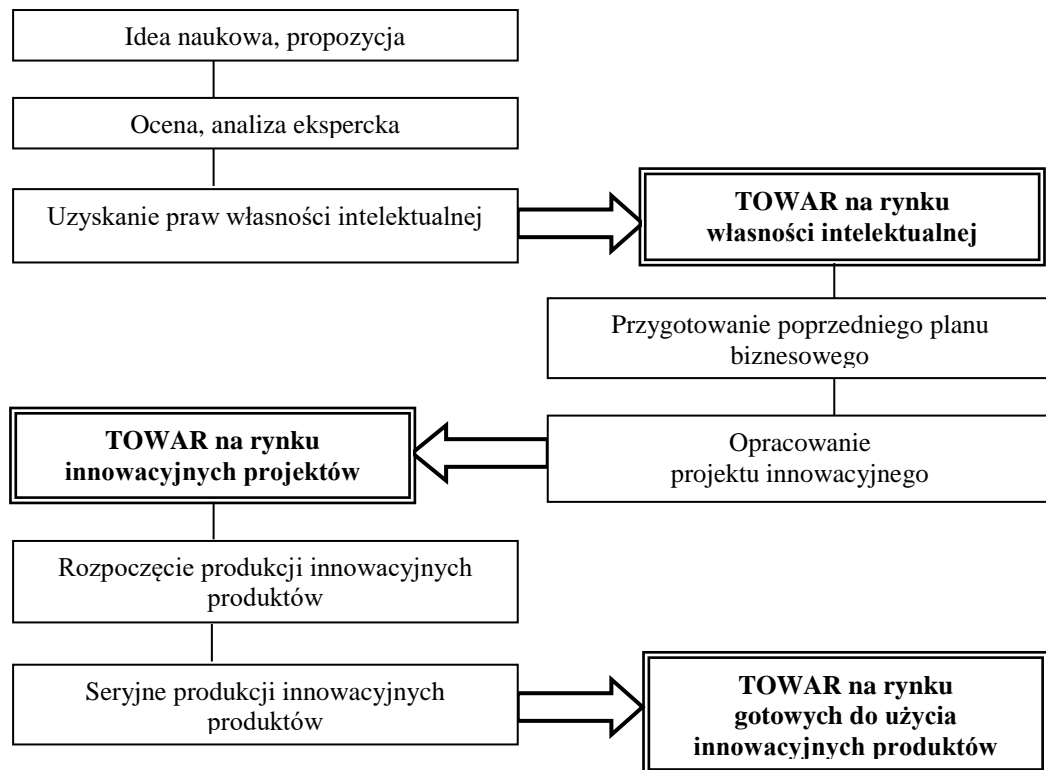 Idea naukowa, propozycja
Ocena, analiza ekspercka
Uzyskanie praw własności intelektualnej
TOWAR na rynku
własności intelektualnej
Przygotowanie poprzedniego planu
biznesowego
Opracowanie
projektu innowacyjnego
TOWAR na rynku
innowacyjnych projektów
Rozpoczęcie produkcji innowacyjnych
produktów
Seryjne produkcji innowacyjnych
produktów
TOWAR na rynku
gotowych do użycia
innowacyjnych produktów